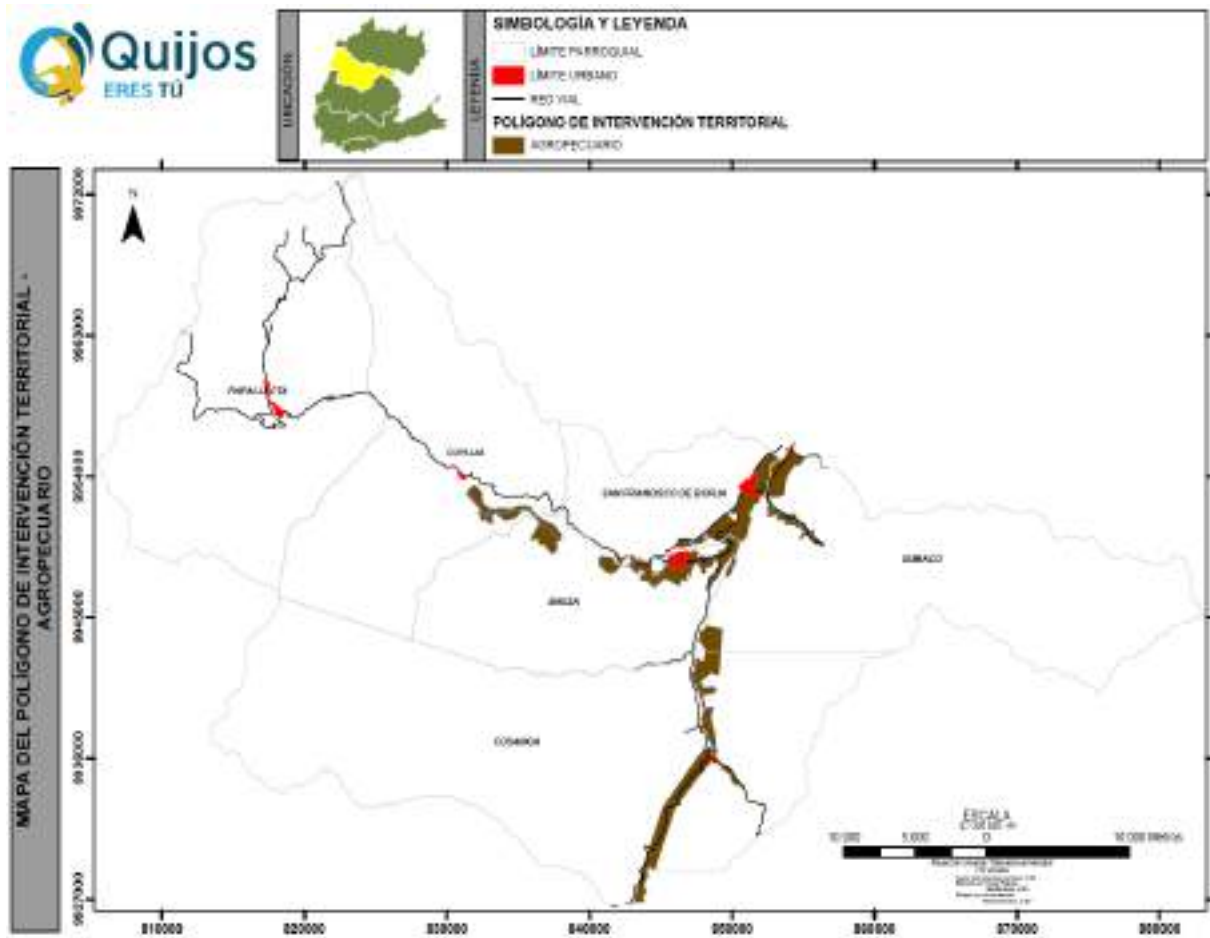 Quijos
ERES TÚ
UBICACIÓN
LEYENDA
SIMBOLOGÍA Y LEYENDA
LÍMITE PARROQUIAL
LÍMITE URBANO
RED VIAL
POLÍGONO DE INTERVENCIÓN TERRITORIAL
AGROPECUARIO
MAPA DEL POLÍGONO DE INTERVENCIÓN TERRITORIAL -
AGROPECUARIO
N
PAPALLACTA
CUYUJA
SAN FRANCISCO DE BORJA
SUMACO
BAEZA
COSANGA
ESCALA
10 000 5 000 0 10 000 Metros
9972000
9963000
9954000
9945000
9936000
9927000
810000 820000 830000 840000 850000 860000 870000 880000